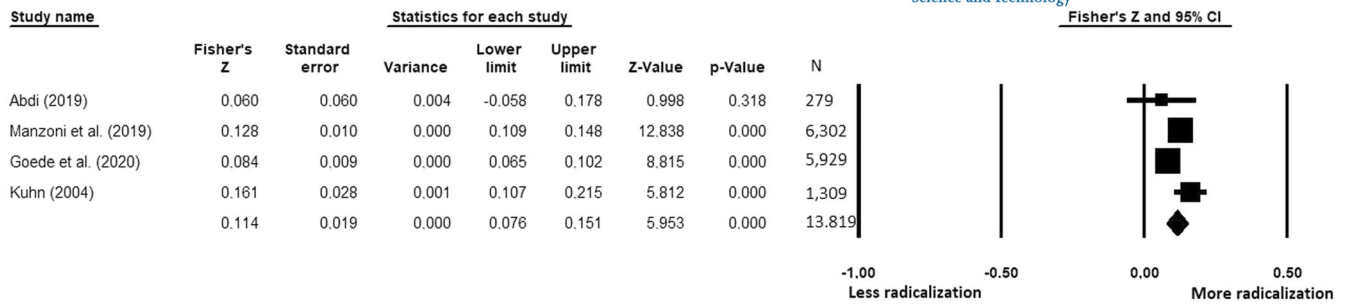 Science and Technology
Study name Statistics for each study Fisher's Z and 95% CI
Fisher's Z Standard error Variance Lower limit Upper limit Z-Value p-Value N
Abdi (2019) 0.060 0.060 0.004 -0.058 0.178 0.998 0.318 279
Manzoni et al. (2019) 0.128 0.010 0.000 0.109 0.148 12.838 0.000 6,302
Goede et al. (2020) 0.084 0.009 0.000 0.065 0.102 8.815 0.000 5,929
Kuhn (2004) 0.161 0.028 0.001 0.107 0.215 5.812 0.000 1,309
0.114 0.019 0.000 0.076 0.151 5.953 0.000 13.819
-1.00 -0.50 0.00 0.50
Less radicalization More radicalization